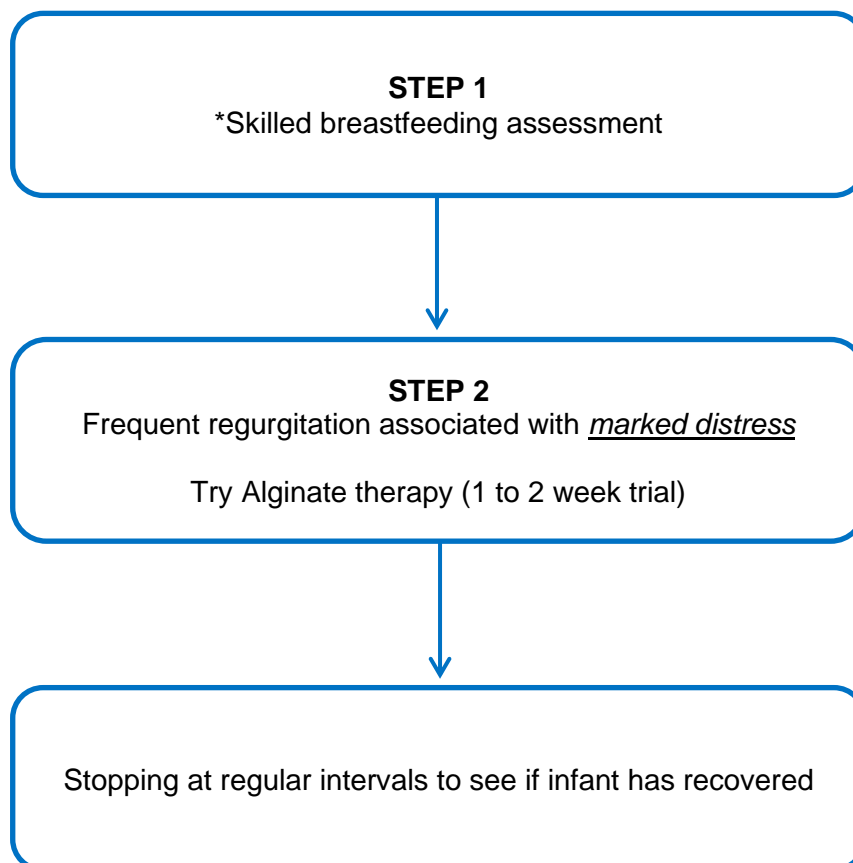 STEP 1
*Skilled breastfeeding assessment
STEP 2
Frequent regurgitation associated with marked distress
Try Alginate therapy (1 to 2 week trial)
Stopping at regular intervals to see if infant has recovered